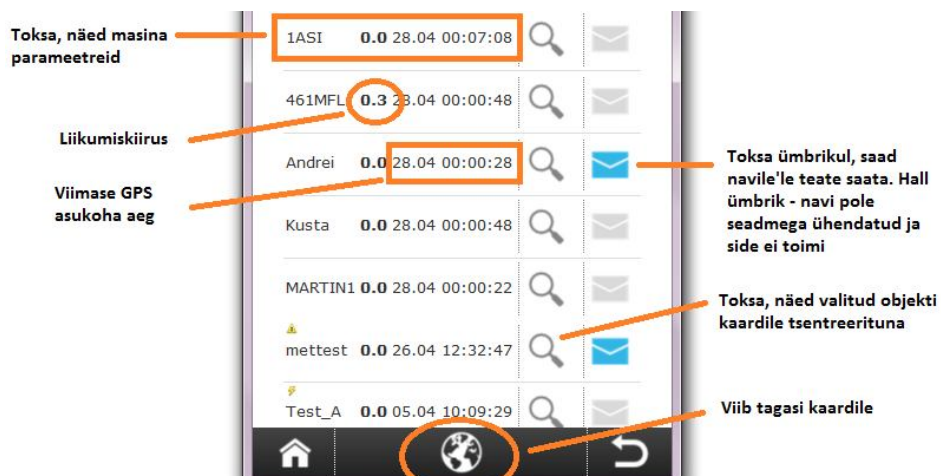 Toksa, näed masina
parameetreid
Liikumiskiirus
Viimase GPS
asukoha aeg
1ASI 0.0 28.04 00:07:08
461MFL 0.3 28.04 00:00:48
Andrei 0.0 28.04 00:00:28
Kusta 0.0 28.04 00:00:48
MARTIN1 0.0 28.04 00:00:22
mettest 0.0 26.04 12:32:47
Test_A 0.0 05.04 10:09:29
Toksa ümbrikul, saad
navile'le teate saata. Hall
ümbrik - navi pole
seadmega ühendatud ja
side ei toimi
Toksa, näed valitud objekti
kaardile tsentreerituna
Viib tagasi kaardile